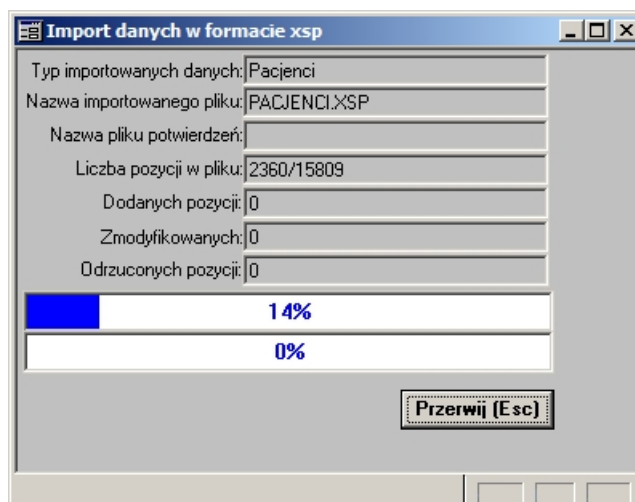 Import danych w formacie xsp
Typ importowanych danych: Pacjenci
Nazwa importowanego pliku: PACJENCI.XSP
Nazwa pliku potwierdzeń:
Liczba pozycji w pliku: 2360/15809
Dodanych pozycji: 0
Zmodyfikowanych: 0
Odrzuconych pozycji: 0
14%
0%
Przerwij (Esc)